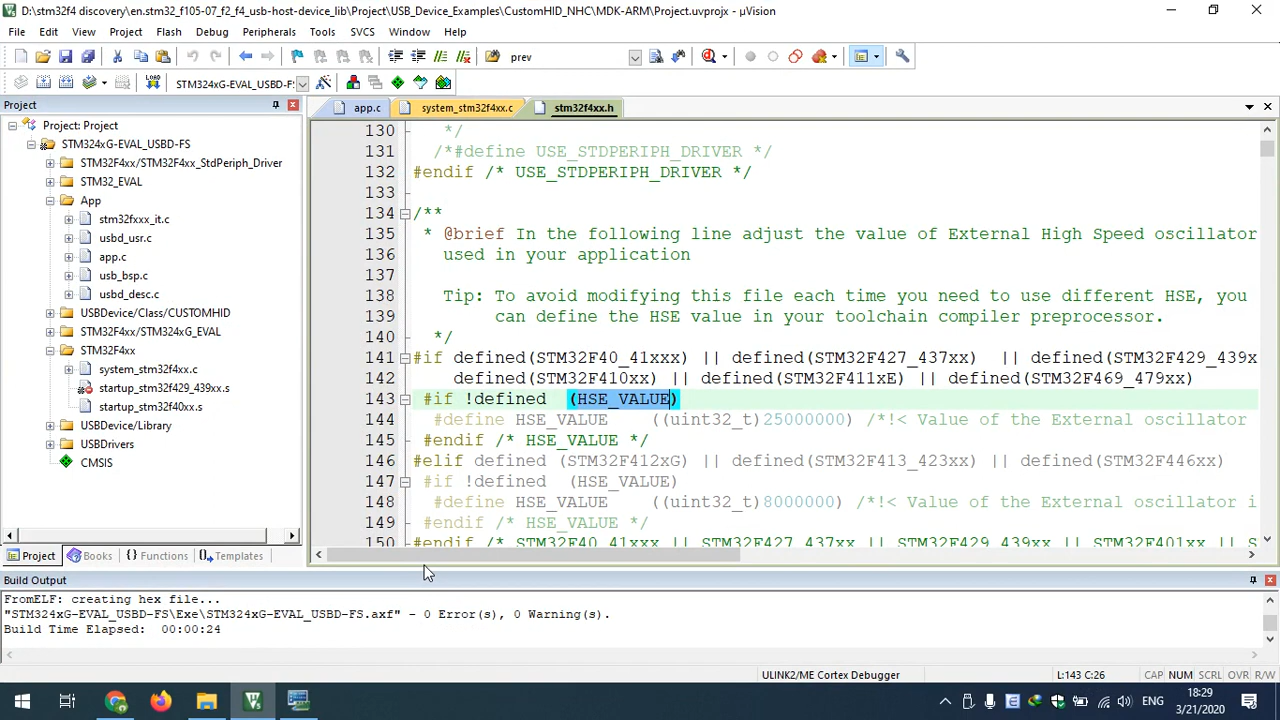 D:\stm32f4 discovery\en.stm32_f105-07_f2_f4_usb-host-device_lib\Project\USB_Device_Examples\CustomHID_NHC\MDK-ARM\Project.uvprojx - µVision
File Edit View Project Flash Debug Peripherals Tools SVCS Window Help
prev
STM324xG-EVAL_USBD-F:
Project
app.c system_stm32f4xx.c stm32f4xx.h
Project: Project
STM324xG-EVAL_USBD-FS
STM32F4xx/STM32F4xx_StdPeriph_Driver
STM32_EVAL
App
stm32fxxx_it.c
usbd_usr.c
app.c
usb_bsp.c
usbd_desc.c
USBDevice/Class/CUSTOMHID
STM32F4xx/STM324xG_EVAL
STM32F4xx
system_stm32f4xx.c
startup_stm32f429_439xx.s
startup_stm32f40xx.s
USBDevice/Library
USBDrivers
CMSIS
130 */
131 /*#define USE_STDPERIPH_DRIVER */
132 #endif /* USE_STDPERIPH_DRIVER */
133
134 /**
135 * @brief In the following line adjust the value of External High Speed oscillator
136 used in your application
137
138 Tip: To avoid modifying this file each time you need to use different HSE, you
139 can define the HSE value in your toolchain compiler preprocessor.
140 */
141 #if defined(STM32F40_41xxx) || defined(STM32F427_437xx) || defined(STM32F429_439x
142 defined(STM32F410xx) || defined(STM32F411xE) || defined(STM32F469_479xx)
143 #if !defined (HSE_VALUE)
144 #define HSE_VALUE ((uint32_t)25000000) /*!< Value of the External oscillator
145 #endif /* HSE_VALUE */
146 #elif defined (STM32F412xG) || defined(STM32F413_423xx) || defined(STM32F446xx)
147 #if !defined (HSE_VALUE)
148 #define HSE_VALUE ((uint32_t)8000000) /*!< Value of the External oscillator i
149 #endif /* HSE_VALUE */
150 #endif /* STM32F40_41xxx || STM32F427_437xx || STM32F429_439xx || STM32F401xx || S
Project Books {} Functions Templates
Build Output
FromELF: creating hex file...
"STM324xG-EVAL_USBD-FS\Exe\STM324xG-EVAL_USBD-FS.axf" - 0 Error(s), 0 Warning(s).
Build Time Elapsed: 00:00:24
ULINK2/ME Cortex Debugger L:143 C:26 CAP NUM SCRL OVR R/W
ENG
18:29
3/21/2020